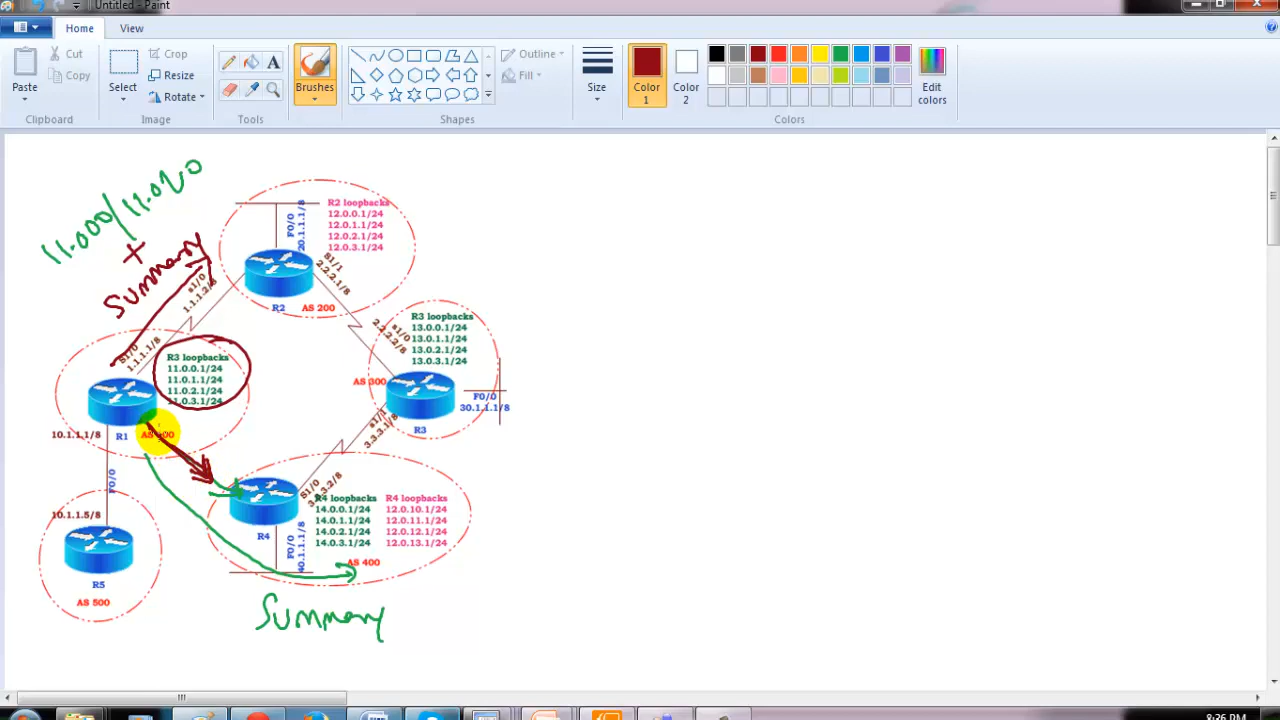 Untitled - Paint
Home
View
Paste
Cut
Copy
Clipboard
Select
Crop
Resize
Rotate
Image
Tools
Brushes
Shapes
Outline
Fill
Size
Color
1
Color
2
Edit
colors
Colors
11.000/11.020
+
Summary
F0/0
20.1.1.1/8
R2 loopbacks
12.0.0.1/24
12.0.1.1/24
12.0.2.1/24
12.0.3.1/24
S1/1
2.2.2.1/8
R2
AS 200
s1/0
1.1.1.2/8
S1/0
1.1.1.1/8
R3 loopbacks
11.0.0.1/24
11.0.1.1/24
11.0.2.1/24
11.0.3.1/24
R3 loopbacks
13.0.0.1/24
13.0.1.1/24
13.0.2.1/24
13.0.3.1/24
s1/0
2.2.2.2/8
AS 300
F0/0
30.1.1.1/8
R3
s1/1
3.3.3.1/8
10.1.1.1/8
R1
F0/0
10.1.1.5/8
R5
AS 500
S1/0
3.3.3.2/8
R4
F0/0
40.1.1.1/8
R4 loopbacks
14.0.0.1/24
14.0.1.1/24
14.0.2.1/24
14.0.3.1/24
R4 loopbacks
12.0.10.1/24
12.0.11.1/24
12.0.12.1/24
12.0.13.1/24
AS 400
Summary
8:26 PM